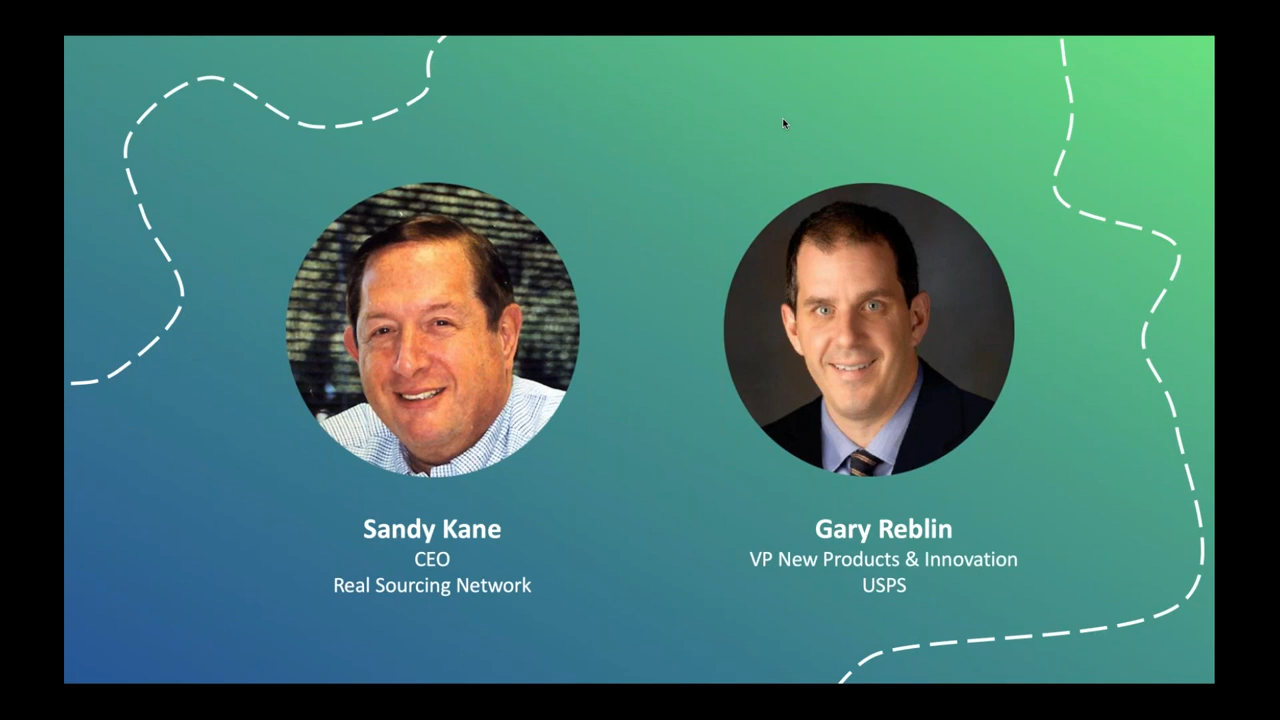 Sandy Kane
CEO
Real Sourcing Network
Gary Reblin
VP New Products & Innovation
USPS